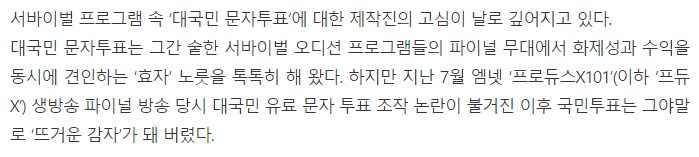 서바이벌 프로그램 속 ‘대국민 문자투표’에 대한 제작진의 고심이 날로 깊어지고 있다.
대국민 문자투표는 그간 숱한 서바이벌 오디션 프로그램들의 파이널 무대에서 화제성과 수익을
동시에 견인하는 ‘효자’ 노릇을 톡톡히 해 왔다. 하지만 지난 7월 엠넷 ‘프로듀스X101’(이하 ‘프듀
X’) 생방송 파이널 방송 당시 대국민 유료 문자 투표 조작 논란이 불거진 이후 국민투표는 그야말
로 ‘뜨거운 감자’가 돼 버렸다.